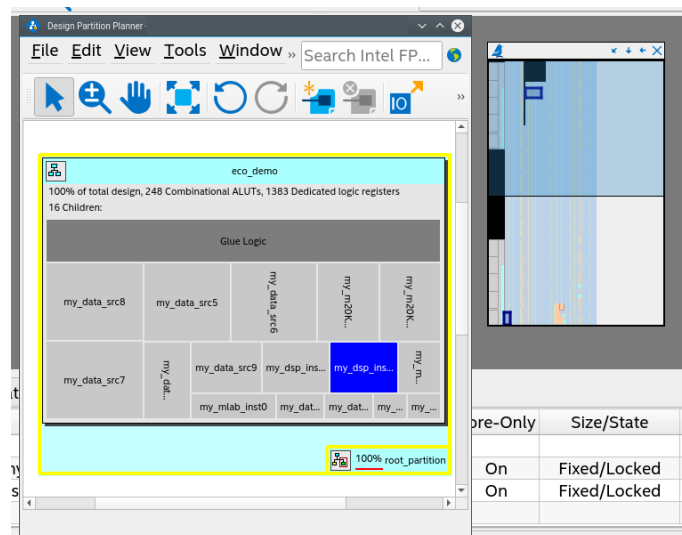 Design Partition Planner
File Edit View Tools Window » Search Intel FP...
IO »
eco_demo
100% of total design, 248 Combinational ALUTs, 1383 Dedicated logic registers
16 Children:
Glue Logic
my_data_src8
my_data_src5
my_data_src6
my_m20K...
my_m20K...
my_data_src7
my_dat...
my_data_src9
my_dsp_ins...
my_dsp_ins...
my_m...
my_mlab_inst0
my_dat...
my_dat...
my_...
my_...
100% root_partition
ore-Only Size/State
On Fixed/Locked
On Fixed/Locked